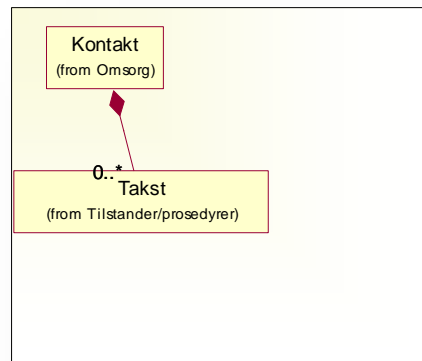 Kontakt
(from Omsorg)
0..*
Takst
(from Tilstander/prosedyrer)